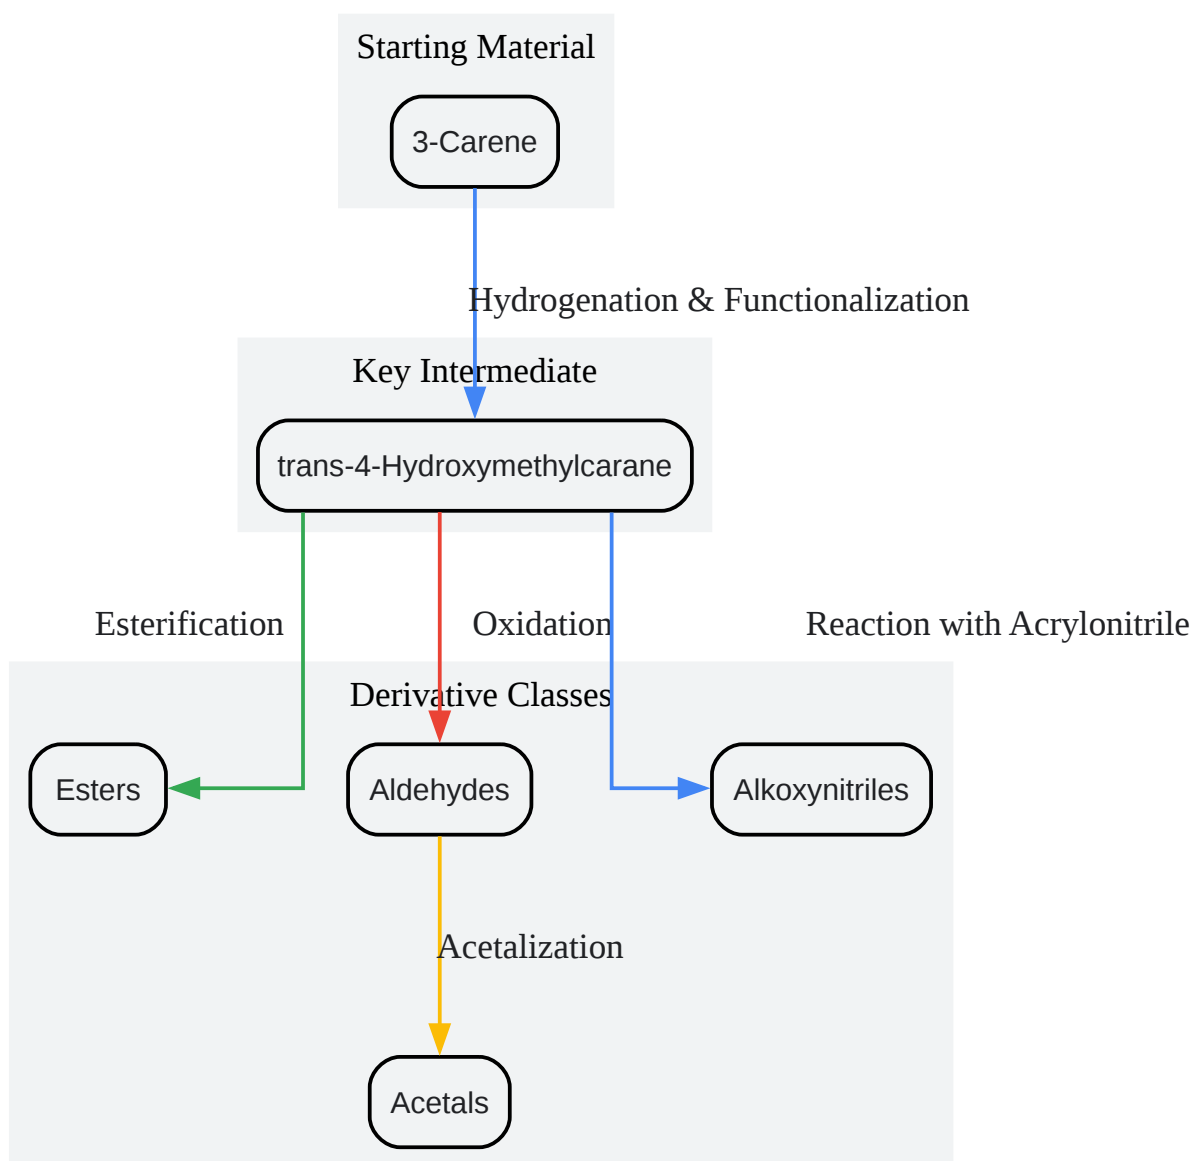 Starting Material
3-Carene
Hydrogenation & Functionalization
Key Intermediate
trans-4-Hydroxymethylcarane
Esterification
Oxidation
Reaction with Acrylonitrile
Derivative Classes
Esters
Aldehydes
Alkoxynitriles
Acetalization
Acetals